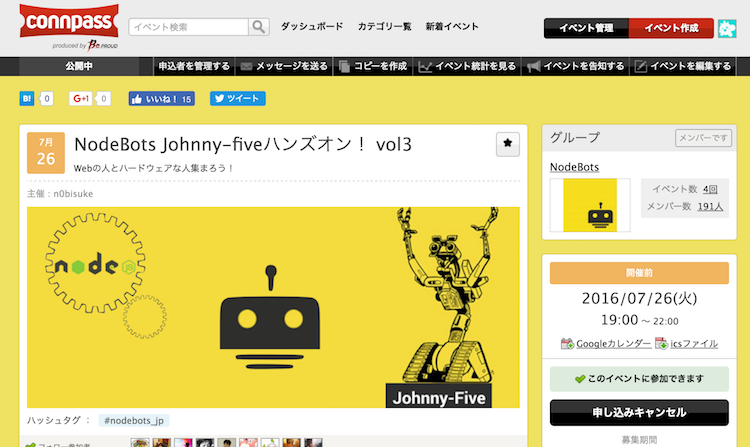 connpass
produced by Be PROUD
イベント検索
ダッシュボード カテゴリ一覧 新着イベント
イベント管理 イベント作成
公開中 申込者を管理する メッセージを送る コピーを作成 イベント統計を見る イベントを告知する イベントを編集する
B! 0 G+1 0 いいね! 15 ツイート
7月
26
NodeBots Johnny-fiveハンズオン! vol3
Webの人とハードウェアな人集まろう!
主催:n0bisuke
node
JS
Johnny-Five
ハッシュタグ : #nodebots_jp
グループ メンバーです
NodeBots
イベント数 4回
メンバー数 191人
開催前
2016/07/26(火)
19:00 ~ 22:00
Googleカレンダー icsファイル
このイベントに参加できます
申し込みキャンセル
募集期間